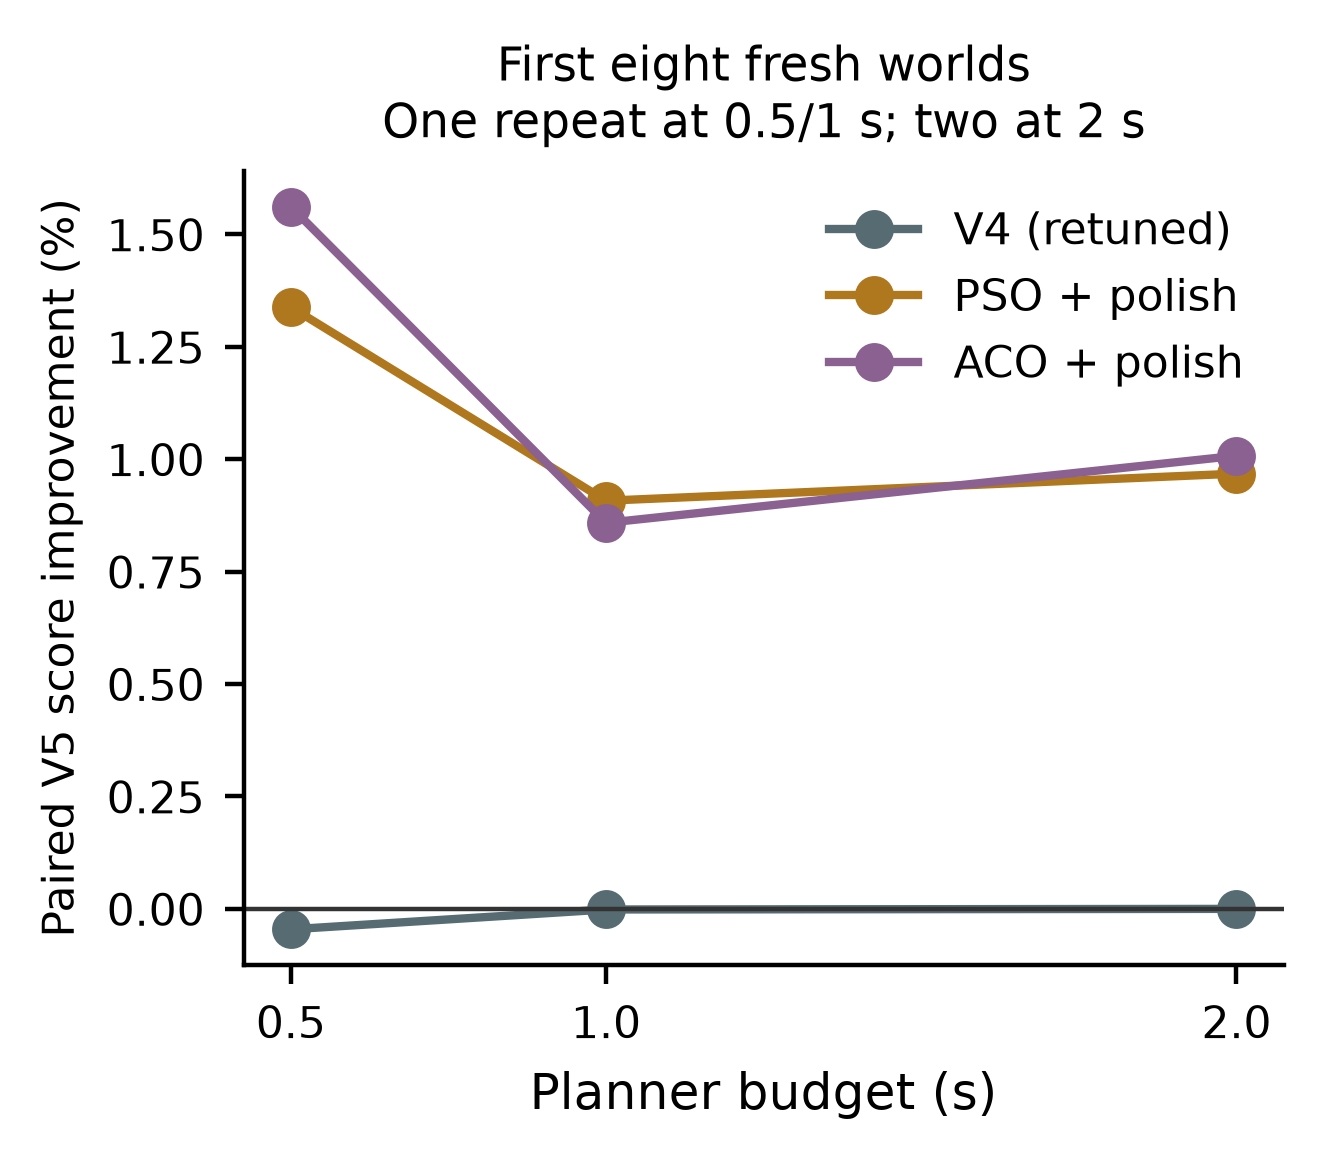 First eight fresh worlds
One repeat at 0.5/1 s; two at 2 s
Paired V5 score improvement (%)
1.50
1.25
1.00
0.75
0.50
0.25
0.00
V4 (retuned)
PSO + polish
ACO + polish
0.5
1.0
2.0
Planner budget (s)